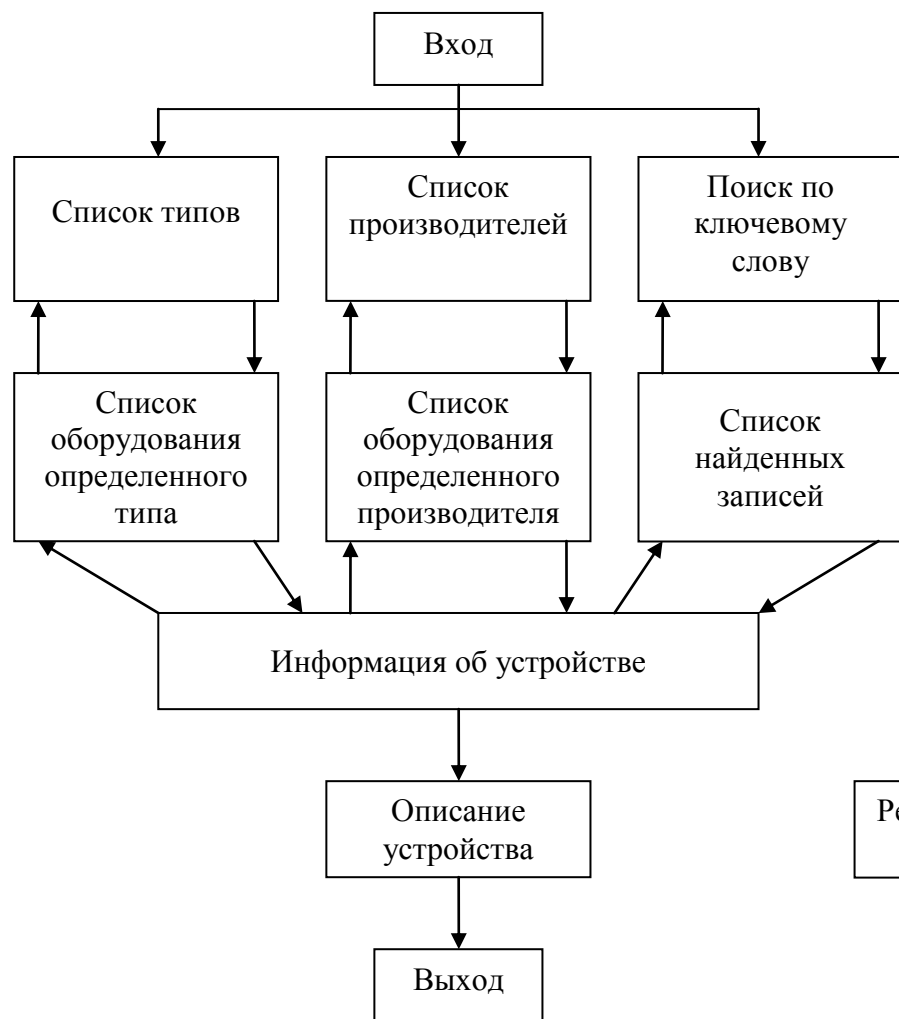 Вход
Список типов
Список
производителей
Поиск по
ключевому
слову
Список
оборудования
определенного
типа
Список
оборудования
определенного
производителя
Список
найденных
записей
Информация об устройстве
Описание
устройства
Выход